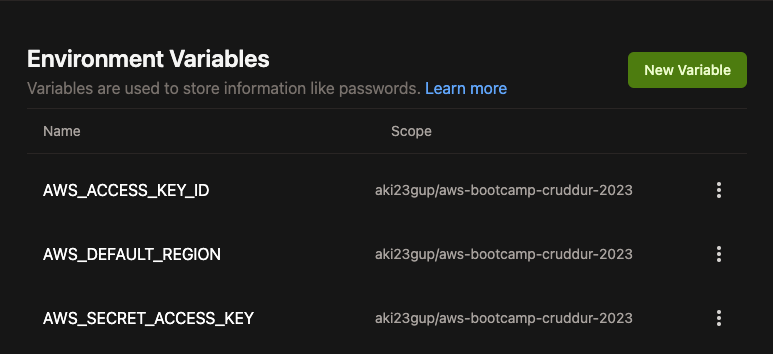 Environment Variables
New Variable
Variables are used to store information like passwords. Learn more
Name Scope
AWS_ACCESS_KEY_ID aki23gup/aws-bootcamp-cruddur-2023
AWS_DEFAULT_REGION aki23gup/aws-bootcamp-cruddur-2023
AWS_SECRET_ACCESS_KEY aki23gup/aws-bootcamp-cruddur-2023